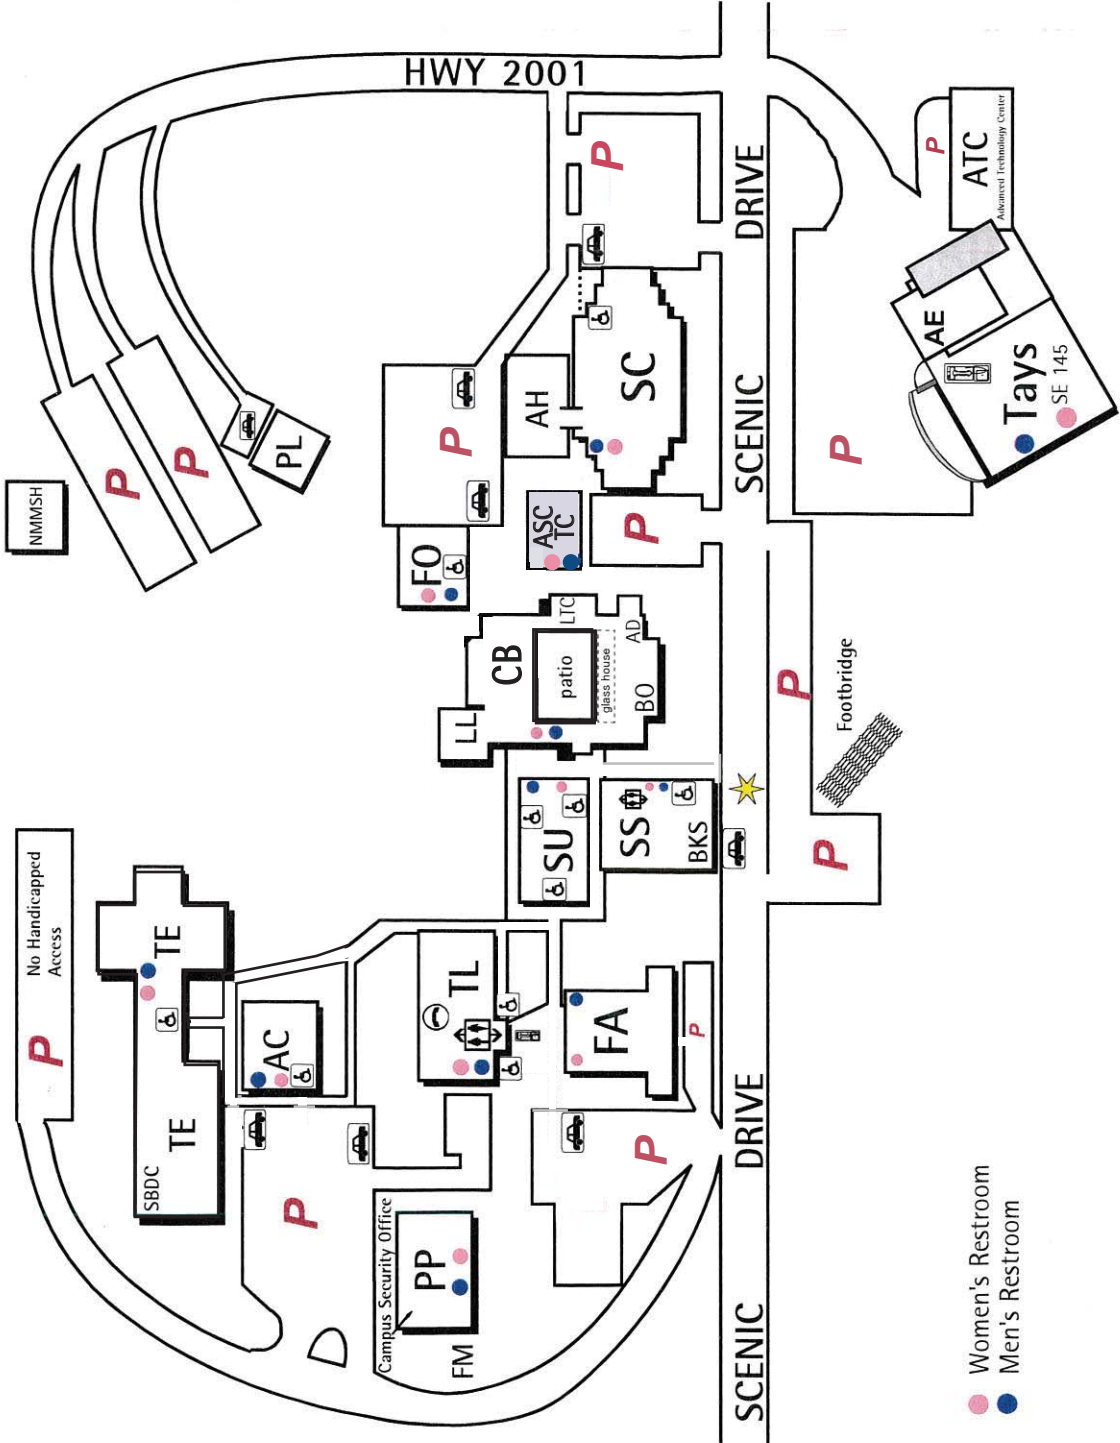 HWY 2001
P
P
ATC
Advanced Technology Center
DRIVE
SCENIC
AE
Tays
SE 145
P
SC
AH
P
P
ASC
TC
P
P
PL
NMMSH
FO
LTC
AD
CB
patio
glass house
BO
LL
P
Footbridge
P
SU
SS
BKS
No Handicapped
Access
P
TE
TE
SBDC
AC
TL
FA
P
P
P
Campus Security Office
PP
FM
DRIVE
SCENIC
Women's Restroom
Men's Restroom